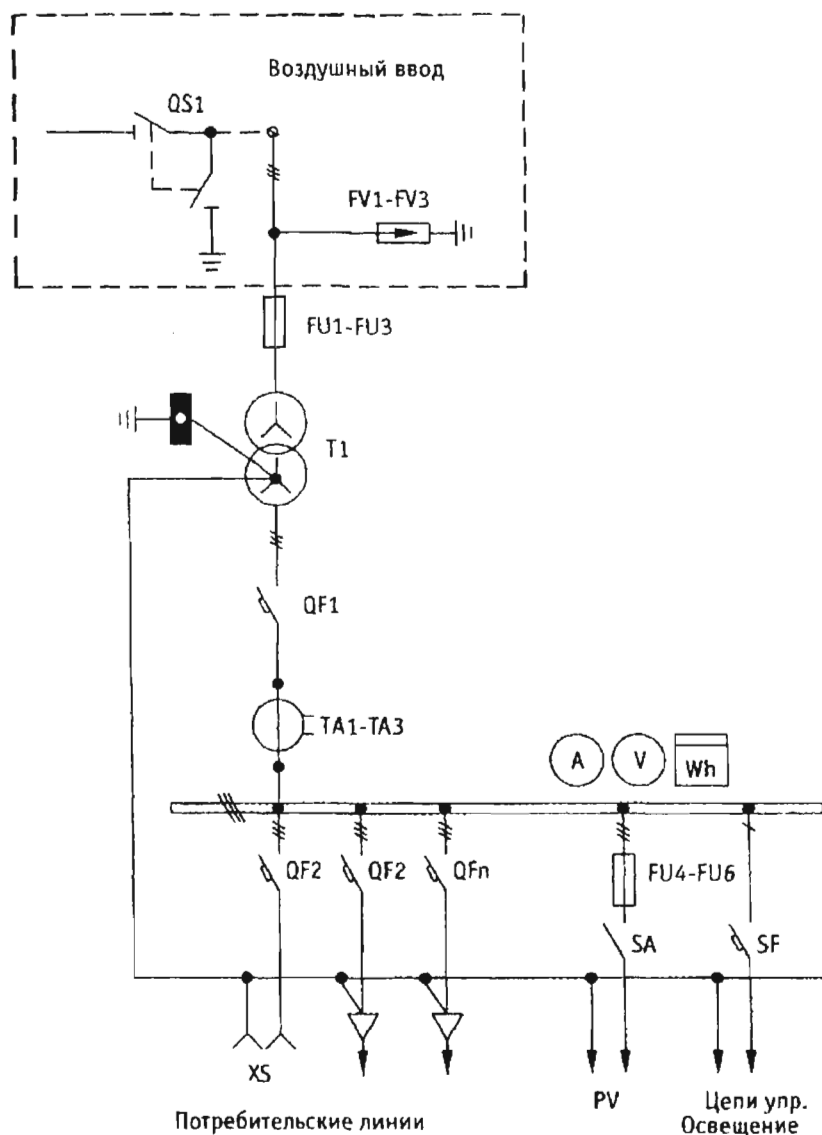 Воздушный ввод
QS1
FV1-FV3
FU1-FU3
T1
QF1
TA1-TA3
A
V
Wh
QF2
QF2
QFn
FU4-FU6
SA
SF
XS
PV
Цепи упр.
Освещение
Потребительские линии